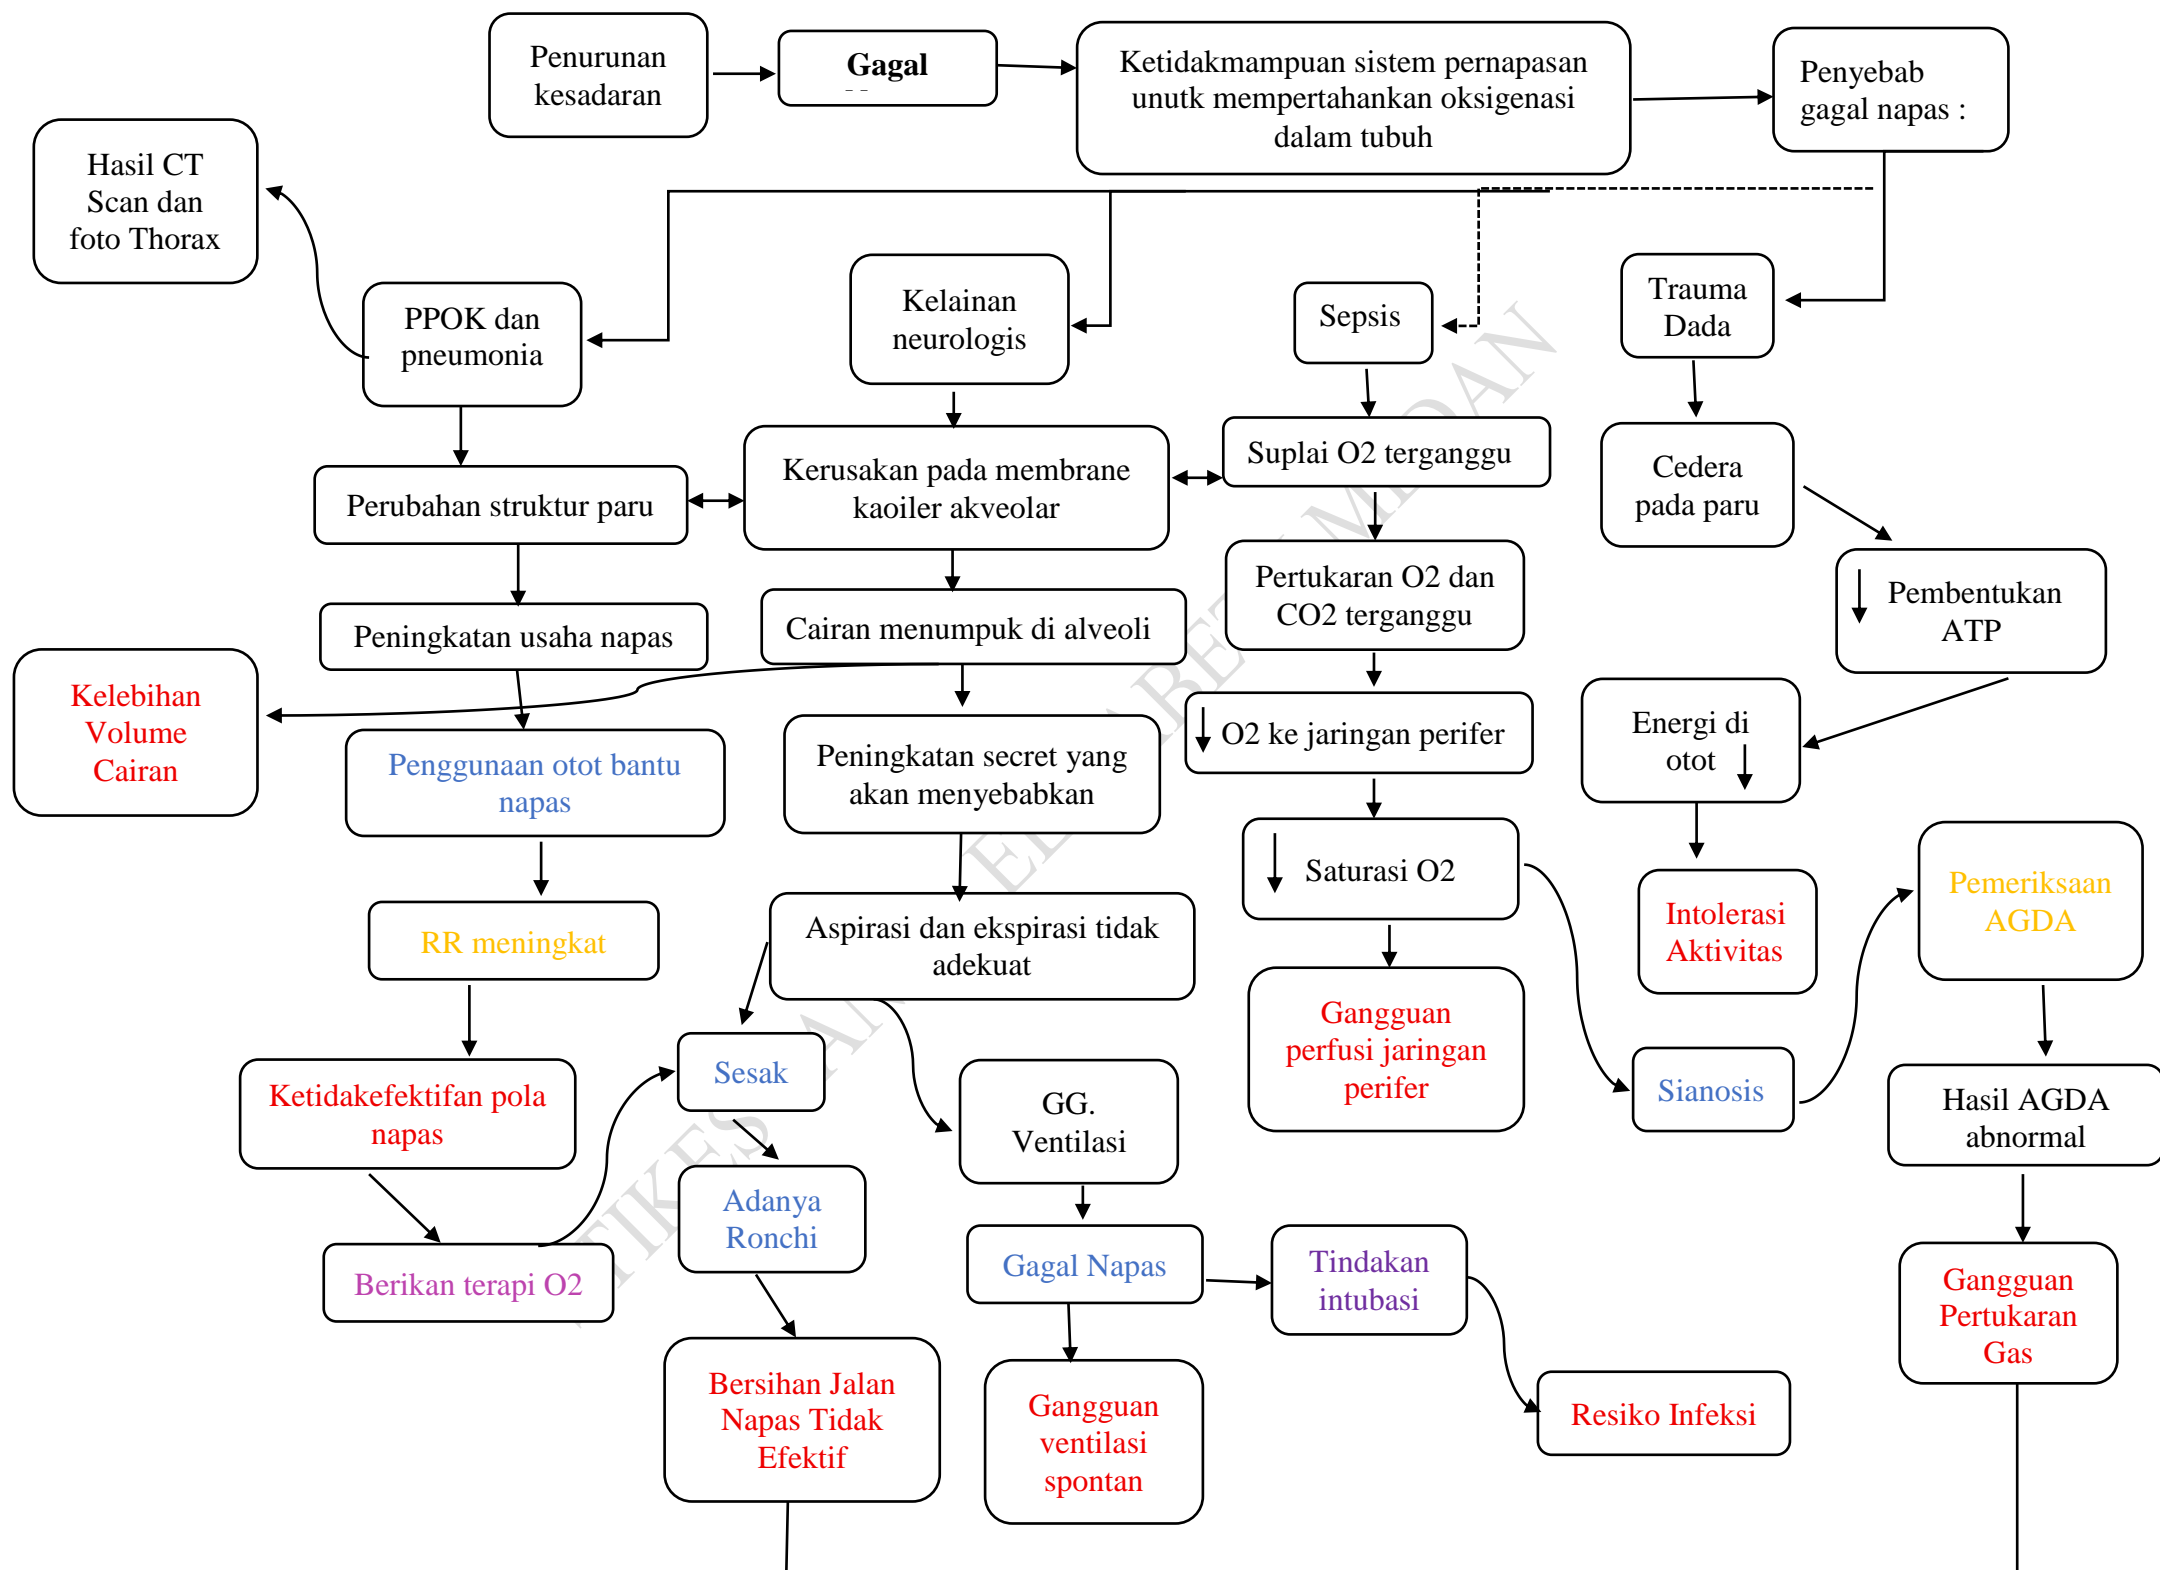 Penurunan
kesadaran
Gagal
Ketidakmampuan sistem pernapasan
unutk mempertahankan oksigenasi
dalam tubuh
Penyebab
gagal napas :
Hasil CT
Scan dan
foto Thorax
PPOK dan
pneumonia
Kelainan
neurologis
Sepsis
Trauma
Dada
Perubahan struktur paru
Kerusakan pada membrane
kaoiler akveolar
Suplai O2 terganggu
Cedera
pada paru
Peningkatan usaha napas
Cairan menumpuk di alveoli
Pertukaran O2 dan
CO2 terganggu
Pembentukan
ATP
Kelebihan
Volume
Cairan
Penggunaan otot bantu
napas
Peningkatan secret yang
akan menyebabkan
O2 ke jaringan perifer
Energi di
otot
RR meningkat
Aspirasi dan ekspirasi tidak
adekuat
Saturasi O2
Intolerasi
Aktivitas
Pemeriksaan
AGDA
Ketidakefektifan pola
napas
Sesak
GG.
Ventilasi
Gangguan
perfusi jaringan
perifer
Sianosis
Hasil AGDA
abnormal
Berikan terapi O2
Adanya
Ronchi
Gagal Napas
Tindakan
intubasi
Gangguan
Pertukaran
Gas
Bersihan Jalan
Napas Tidak
Efektif
Gangguan
ventilasi
spontan
Resiko Infeksi